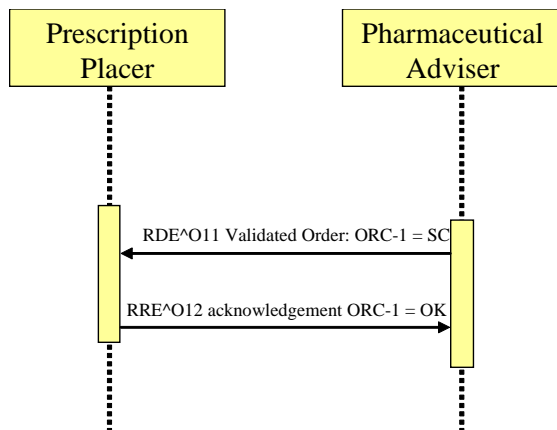 Prescription
Placer
Pharmaceutical
Adviser
RDE^O11 Validated Order: ORC-1 = SC
RRE^O12 acknowledgement ORC-1 = OK